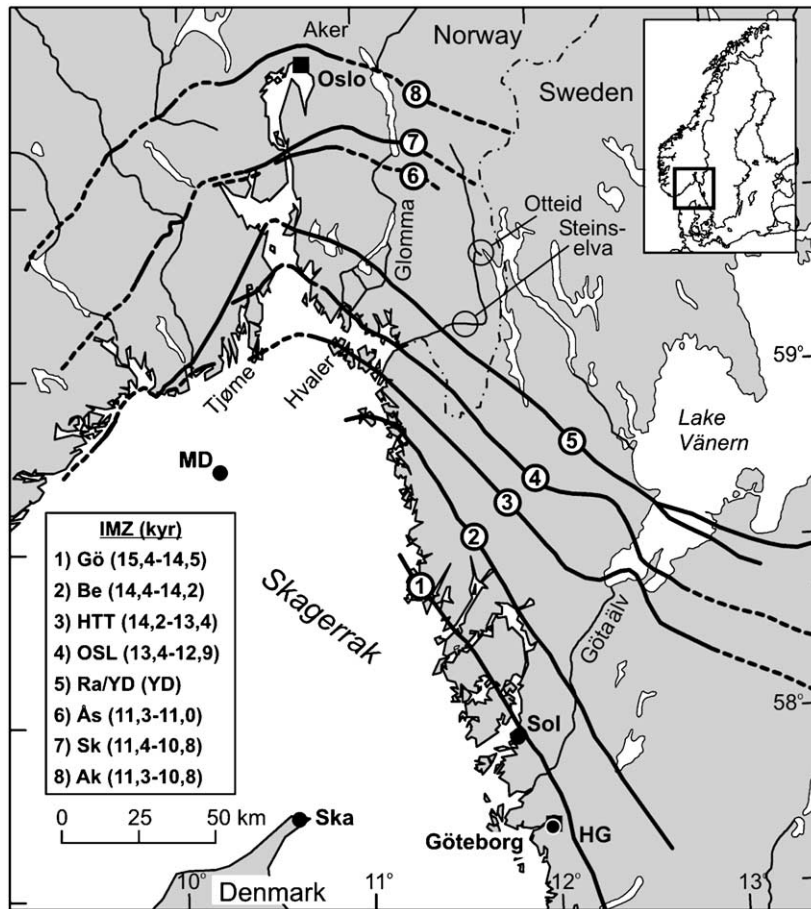 Aker
Norway
Oslo
8
Sweden
7
6
Otteid
Steins-
elva
Glomma
59°
Tjøme
Hvaler
Lake
Vänern
5
MD
4
3
IMZ (kyr)
1) Gö (15,4-14,5)
2) Be (14,4-14,2)
3) HTT (14,2-13,4)
4) OSL (13,4-12,9)
5) Ra/YD (YD)
6) Ås (11,3-11,0)
7) Sk (11,4-10,8)
8) Ak (11,3-10,8)
2
1
Skagerrak
Götaälv
58°
Sol
0 25 50 km
Ska
Göteborg
HG
Denmark
10° 11° 12° 13°